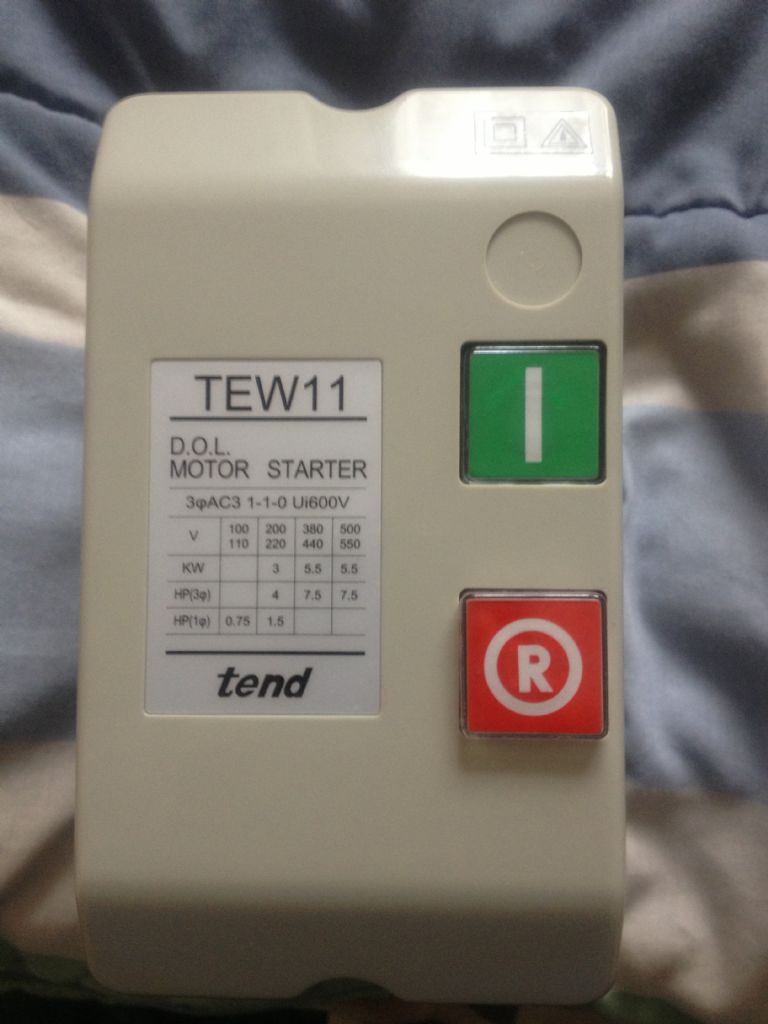 TEW11
D.O.L.
MOTOR STARTER
3φAC3 1-1-0 Ui600V
V 100 110 200 220 380 440 500 550
KW 3 5.5 5.5
HP(3φ) 4 7.5 7.5
HP(1φ) 0.75 1.5
tend
I
R